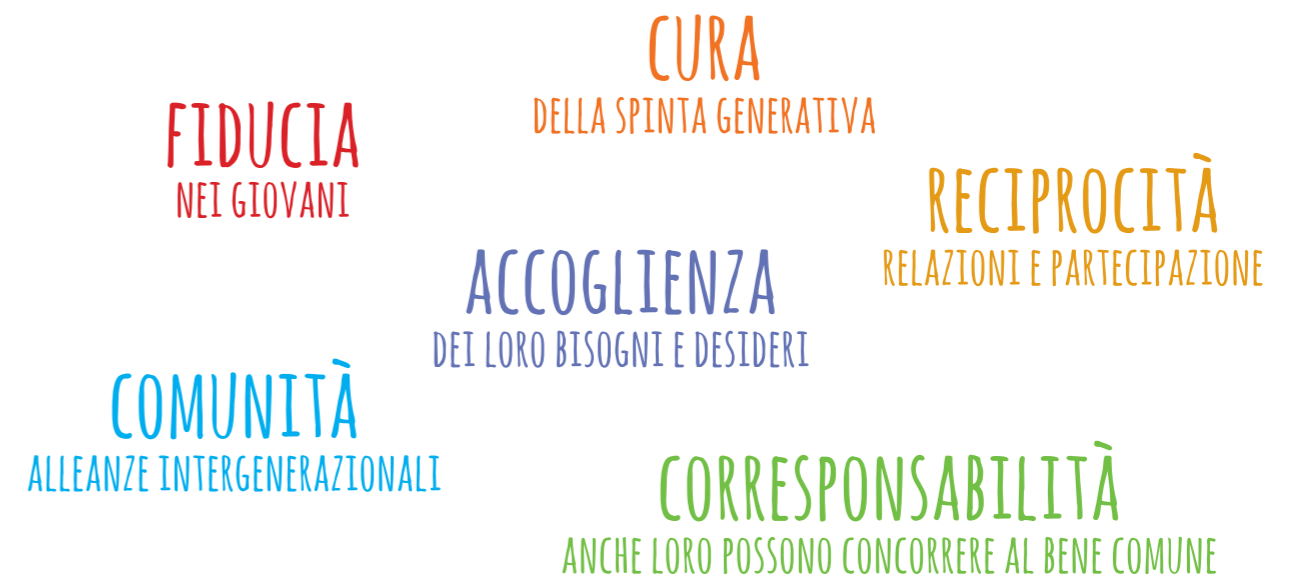 CURA
DELLA SPINTA GENERATIVA
FIDUCIA
NEI GIOVANI
RECIPROCITÀ
RELAZIONI E PARTECIPAZIONE
ACCOGLIENZA
DEI LORO BISOGNI E DESIDERI
COMUNITÀ
ALLEANZE INTERGENERAZIONALI
CORRESPONSABILITÀ
ANCHE LORO POSSONO CONCORRERE AL BENE COMUNE